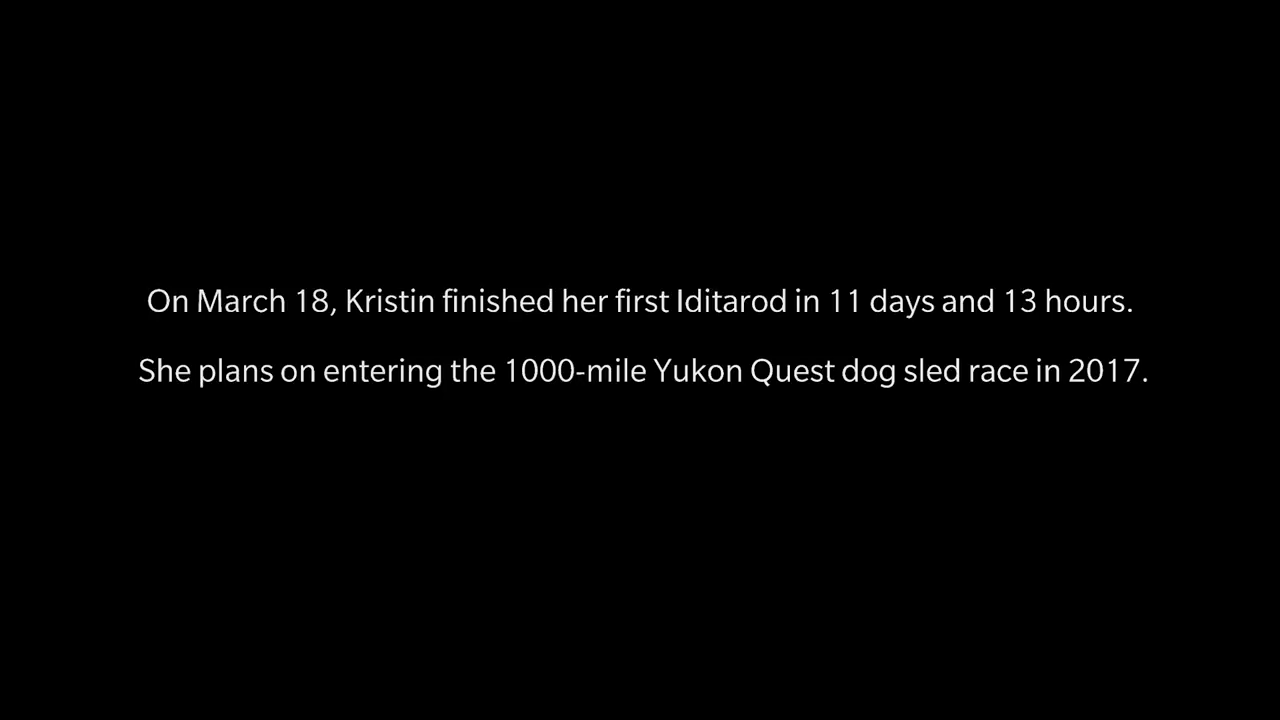 On March 18, Kristin finished her first Iditarod in 11 days and 13 hours.
She plans on entering the 1000-mile Yukon Quest dog sled race in 2017.